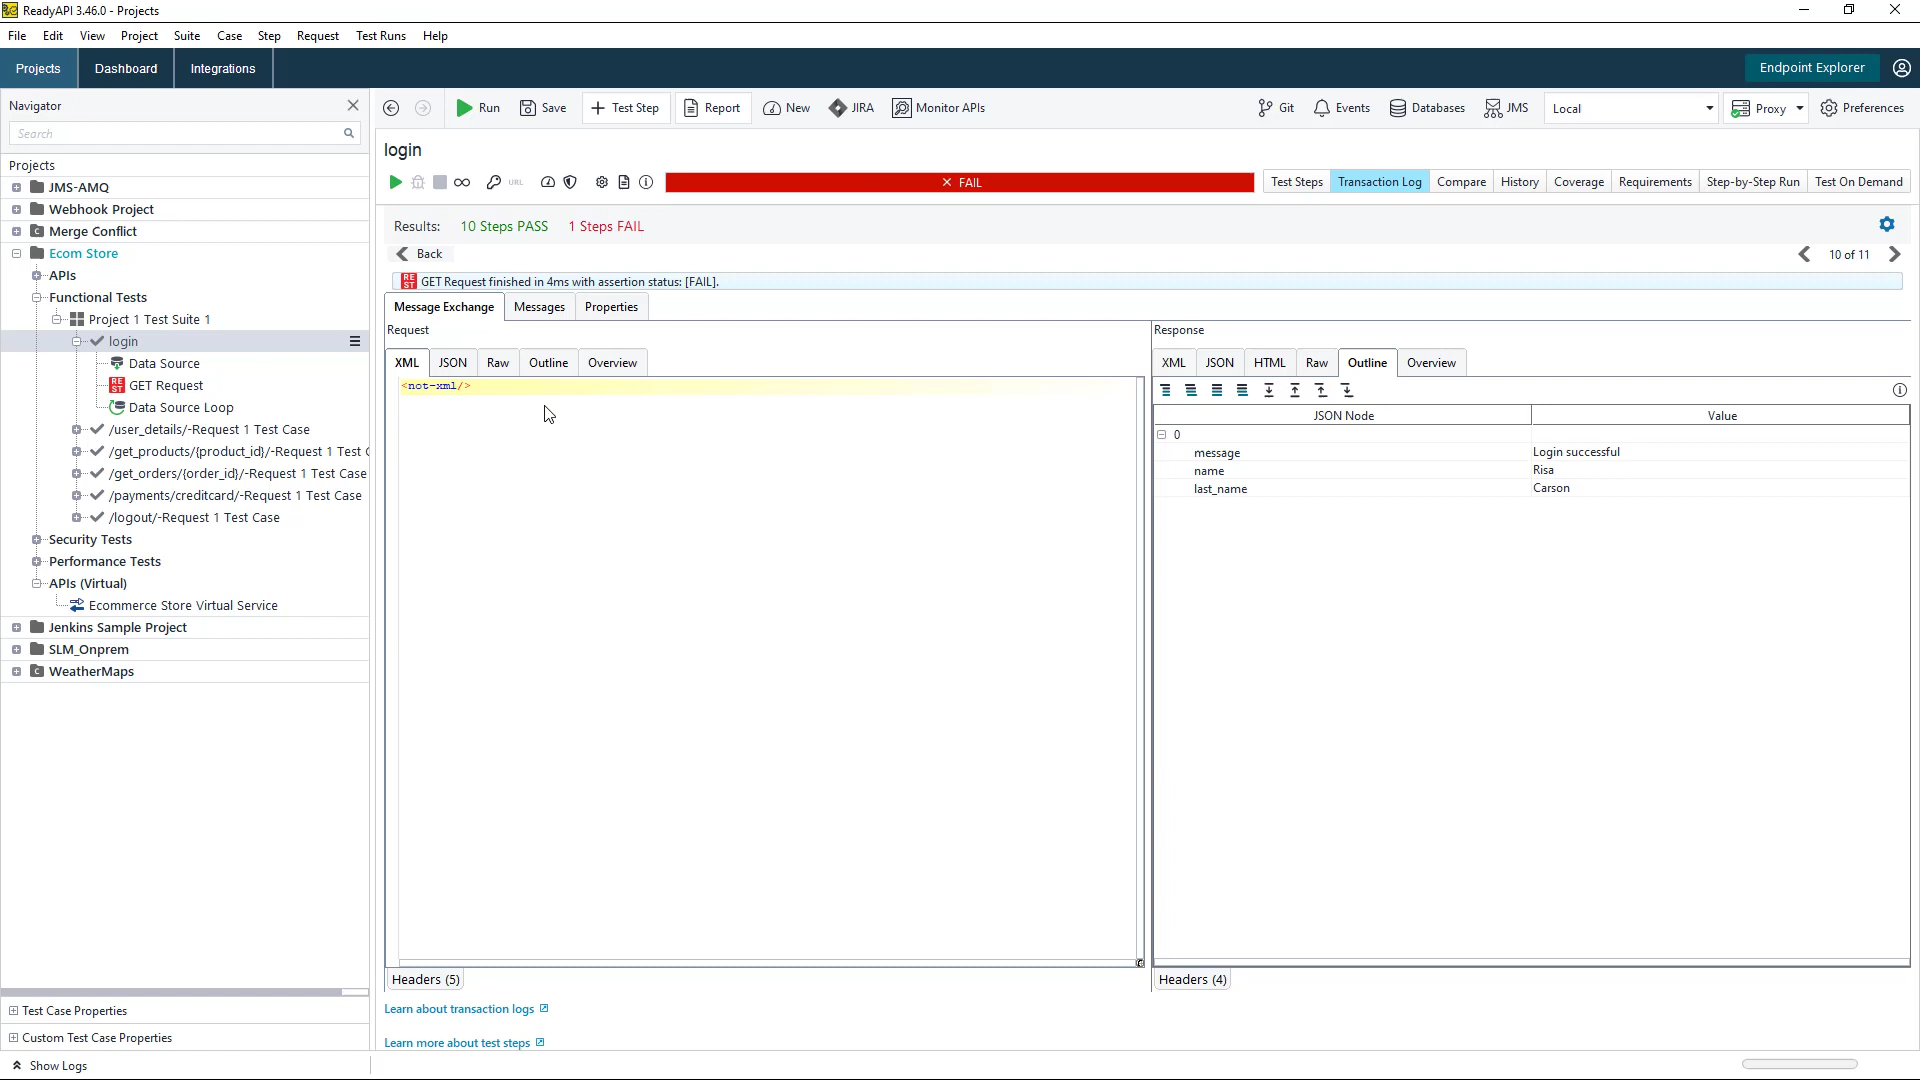 ReadyAPI 3.46.0 - Projects
File Edit View Project Suite Case Step Request Test Runs Help
Projects Dashboard Integrations Endpoint Explorer
Navigator
Run Save Test Step Report New JIRA Monitor APIs Git Events Databases JMS Local Proxy Preferences
Search
login
Projects
JMS-AMQ
URL FAIL Test Steps Transaction Log Compare History Coverage Requirements Step-by-Step Run Test On Demand
Webhook Project
Results: 10 Steps PASS 1 Steps FAIL
Merge Conflict
Ecom Store
Back 10 of 11
APIs
REST GET Request finished in 4ms with assertion status: [FAIL].
Functional Tests
Message Exchange Messages Properties
Project 1 Test Suite 1
Request Response
login
Data Source
XML JSON Raw Outline Overview
XML JSON HTML Raw Outline Overview
REST GET Request
<not-xml/>
Data Source Loop
JSON Node Value
/user_details/-Request 1 Test Case
0
/get_products/{product_id}/-Request 1 Test C
message Login successful
/get_orders/{order_id}/-Request 1 Test Case
name Risa
/payments/creditcard/-Request 1 Test Case
last_name Carson
/logout/-Request 1 Test Case
Security Tests
Performance Tests
APIs (Virtual)
Ecommerce Store Virtual Service
Jenkins Sample Project
SLM_Onprem
WeatherMaps
Headers (5) Headers (4)
Test Case Properties
Learn about transaction logs
Custom Test Case Properties
Learn more about test steps
Show Logs